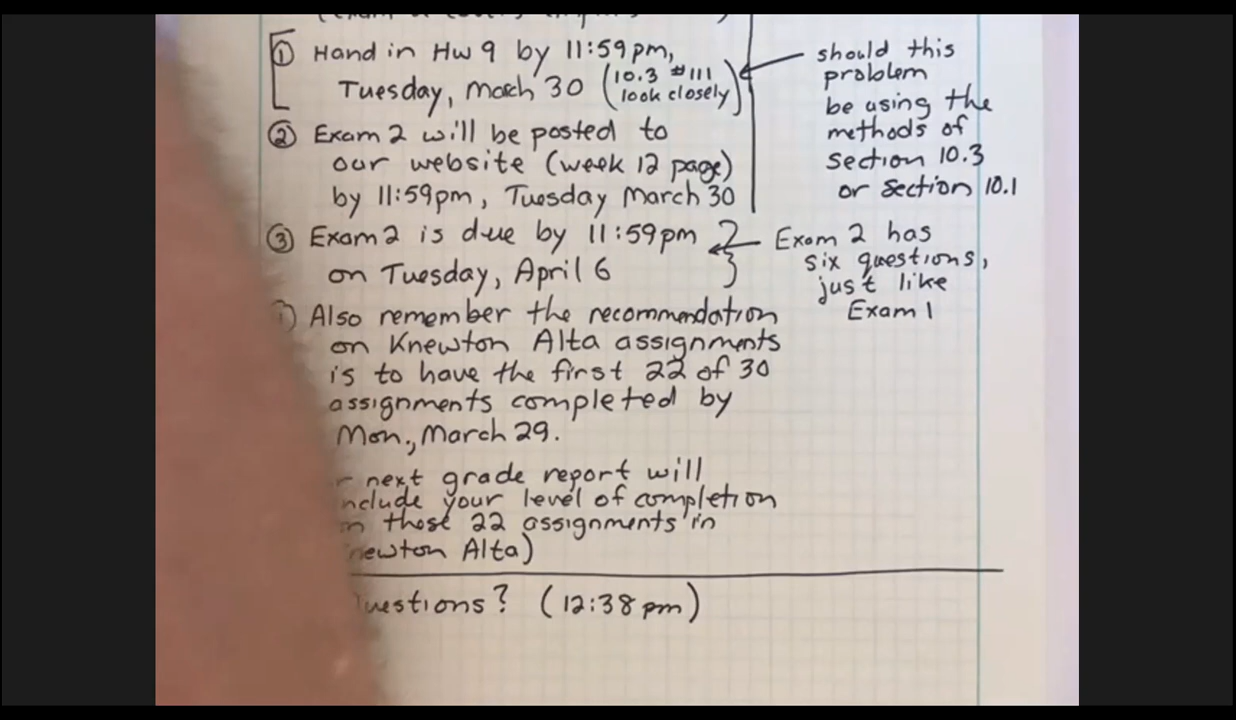 ① Hand in Hw 9 by 11:59pm,
Tuesday, March 30 (10.3 #111
look closely)
should this
problem
be using the
methods of
section 10.3
or section 10.1
② Exam 2 will be posted to
our website (week 12 page)
by 11:59pm, Tuesday March 30
③ Exam 2 is due by 11:59pm
on Tuesday, April 6
Exam 2 has
six questions,
just like
Exam 1
Also remember the recommendation
on Knewton Alta assignments
is to have the first 22 of 30
assignments completed by
Mon., March 29.
next grade report will
nclude your level of completion
n those 22 assignments in
newton Alta)
uestions? (12:38 pm)